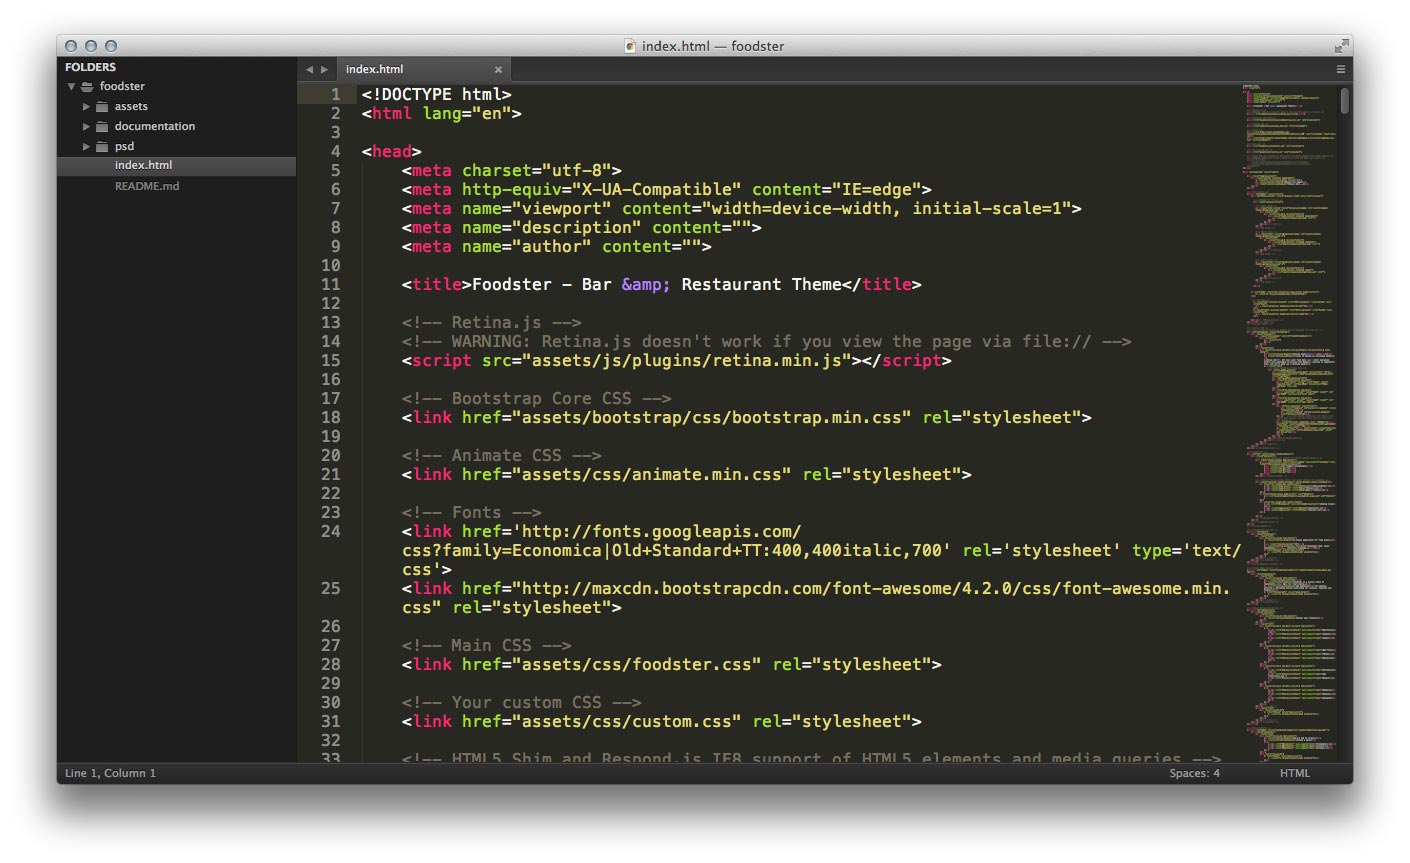 index.html — foodster
FOLDERS
foodster
assets
documentation
psd
index.html
README.md
index.html
1 <!DOCTYPE html>
2 <html lang="en">
3
4 <head>
5 <meta charset="utf-8">
6 <meta http-equiv="X-UA-Compatible" content="IE=edge">
7 <meta name="viewport" content="width=device-width, initial-scale=1">
8 <meta name="description" content="">
9 <meta name="author" content="">
10
11 <title>Foodster – Bar &amp; Restaurant Theme</title>
12
13 <!-- Retina.js -->
14 <!-- WARNING: Retina.js doesn't work if you view the page via file:// -->
15 <script src="assets/js/plugins/retina.min.js"></script>
16
17 <!-- Bootstrap Core CSS -->
18 <link href="assets/bootstrap/css/bootstrap.min.css" rel="stylesheet">
19
20 <!-- Animate CSS -->
21 <link href="assets/css/animate.min.css" rel="stylesheet">
22
23 <!-- Fonts -->
24 <link href='http://fonts.googleapis.com/
css?family=Economica|Old+Standard+TT:400,400italic,700' rel='stylesheet' type='text/
css'>
25 <link href="http://maxcdn.bootstrapcdn.com/font-awesome/4.2.0/css/font-awesome.min.
css" rel="stylesheet">
26
27 <!-- Main CSS -->
28 <link href="assets/css/foodster.css" rel="stylesheet">
29
30 <!-- Your custom CSS -->
31 <link href="assets/css/custom.css" rel="stylesheet">
32
33 <!-- HTML5 Shim and Respond.js IE8 support of HTML5 elements and media queries -->
Line 1, Column 1
Spaces: 4
HTML